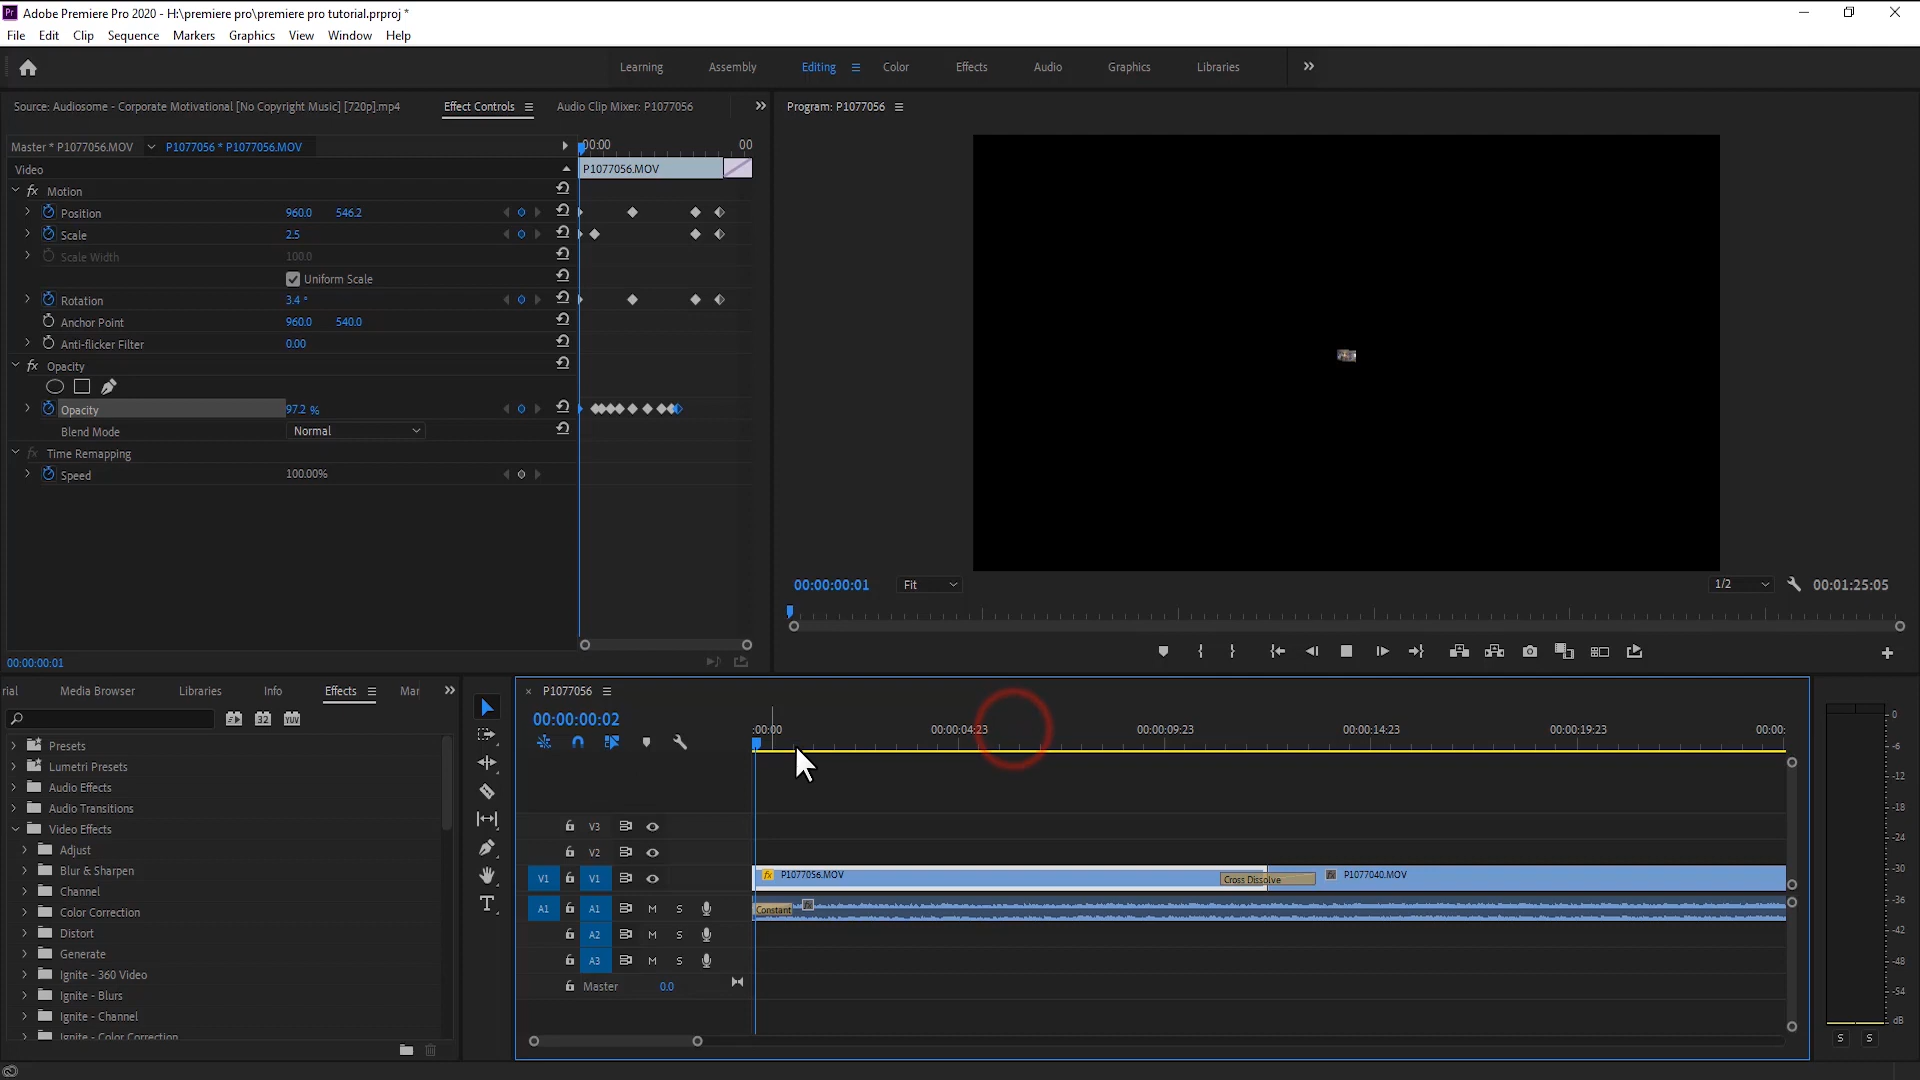 Pr Adobe Premiere Pro 2020 - H:\premiere pro\premiere pro tutorial.prproj *
File Edit Clip Sequence Markers Graphics View Window Help
Learning Assembly Editing Color Effects Audio Graphics Libraries
Source: Audiosome - Corporate Motivational [No Copyright Music] [720p].mp4 Effect Controls Audio Clip Mixer: P1077056 Program: P1077056
Master * P1077056.MOV P1077056 * P1077056.MOV :00:00 00
Video P1077056.MOV
fx Motion
Position 960.0 546.2
Scale 2.5
Scale Width 100.0
Uniform Scale
Rotation 3.4 °
Anchor Point 960.0 540.0
Anti-flicker Filter 0.00
fx Opacity
Opacity 97.2 %
Blend Mode Normal
fx Time Remapping
Speed 100.00%
00:00:00:01 Fit 1/2 00:01:25:05
00:00:00:01
rial Media Browser Libraries Info Effects Mar
32 YUV
Presets
Lumetri Presets
Audio Effects
Audio Transitions
Video Effects
Adjust
Blur & Sharpen
Channel
Color Correction
Distort
Generate
Ignite - 360 Video
Ignite - Blurs
Ignite - Channel
Ignite - Color Correction
× P1077056
00:00:00:02
:00:00 00:00:04:23 00:00:09:23 00:00:14:23 00:00:19:23 00:00:
V3
V2
V1 V1 fx P1077056.MOV Cross Dissolve fx P1077040.MOV
A1 A1 M S Constant fx
A2 M S
A3 M S
Master 0.0
0
-6
-12
-18
-24
-30
-36
-42
-48
-54
dB
S S